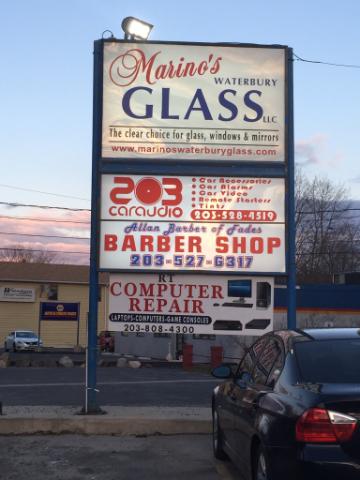 Marino's
WATERBURY
GLASS LLC
The clear choice for glass, windows & mirrors
www.marinoswaterburyglass.com
203
caraudio
• Car Accessories
• Car Alarms
• Car Video
• Remote Starters
• Tints
203-528-4519
Allan Barber of Fades
BARBER SHOP
203-527-6317
RT
COMPUTER
REPAIR
LAPTOPS-COMPUTERS-GAME CONSOLES
203-808-4300